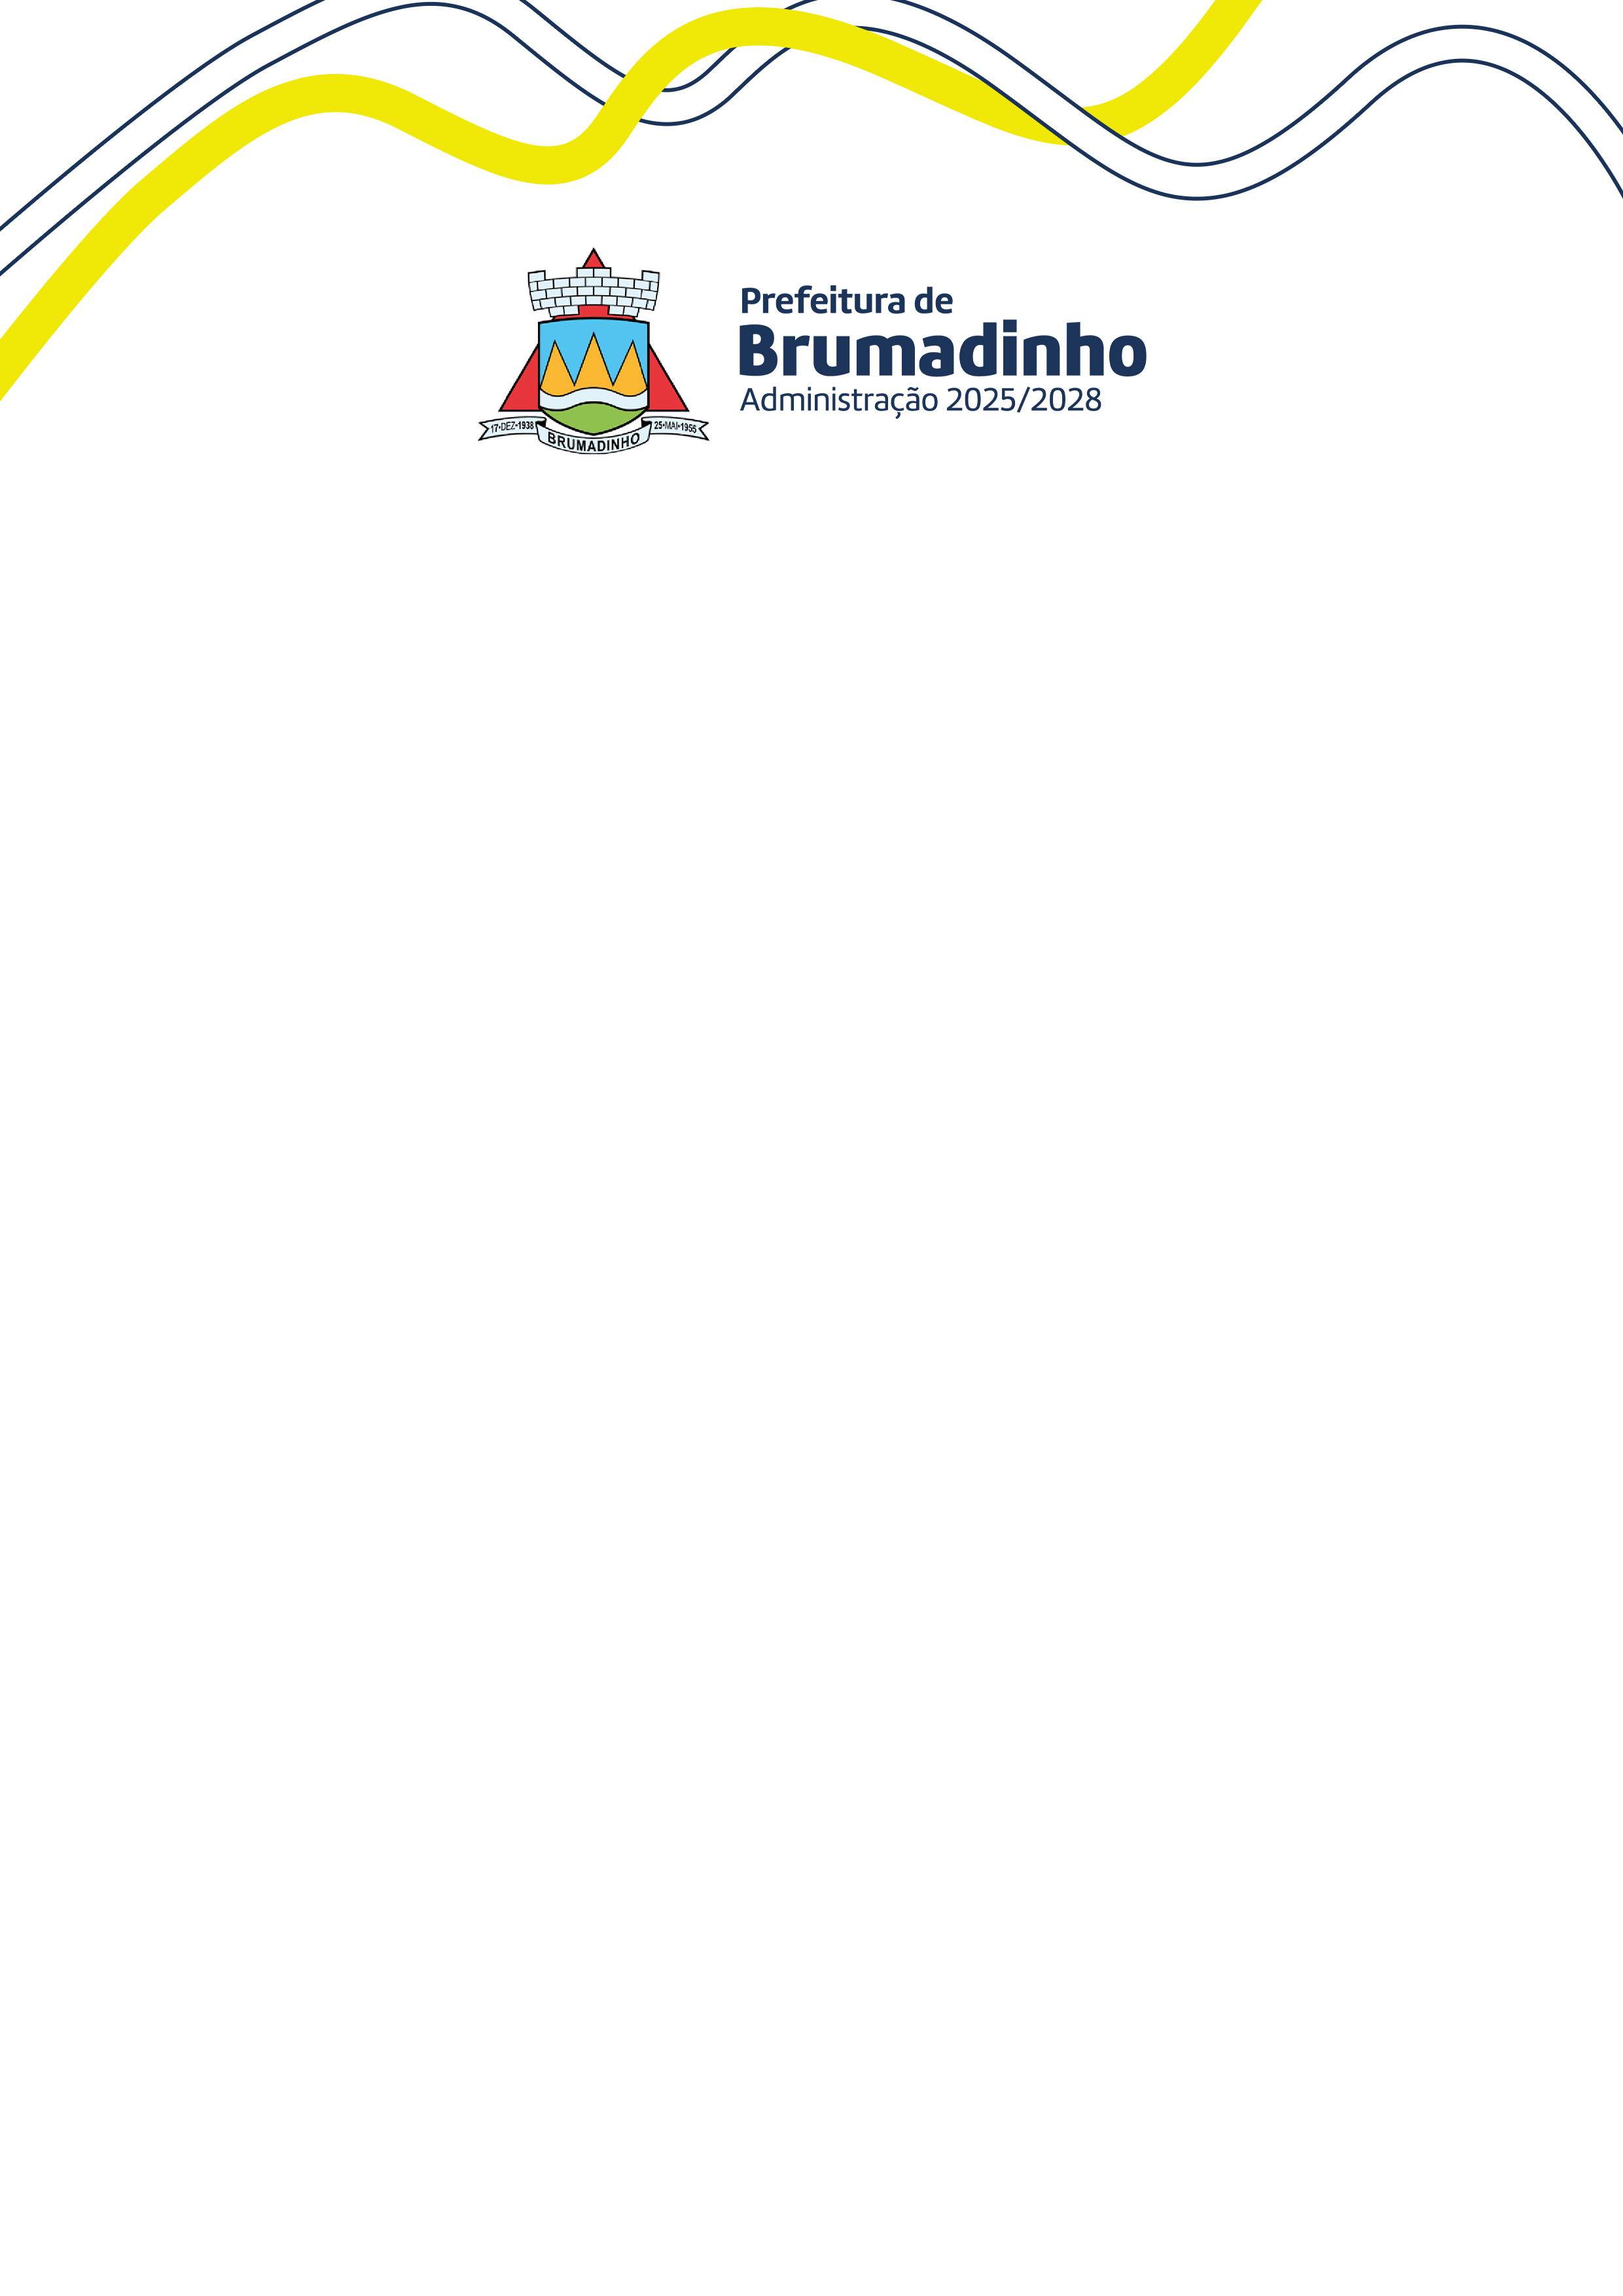 Prefeitura de
Brumadinho
Administração 2025/2028
17•DEZ•1938
BRUMADINHO
25•MAI•1955